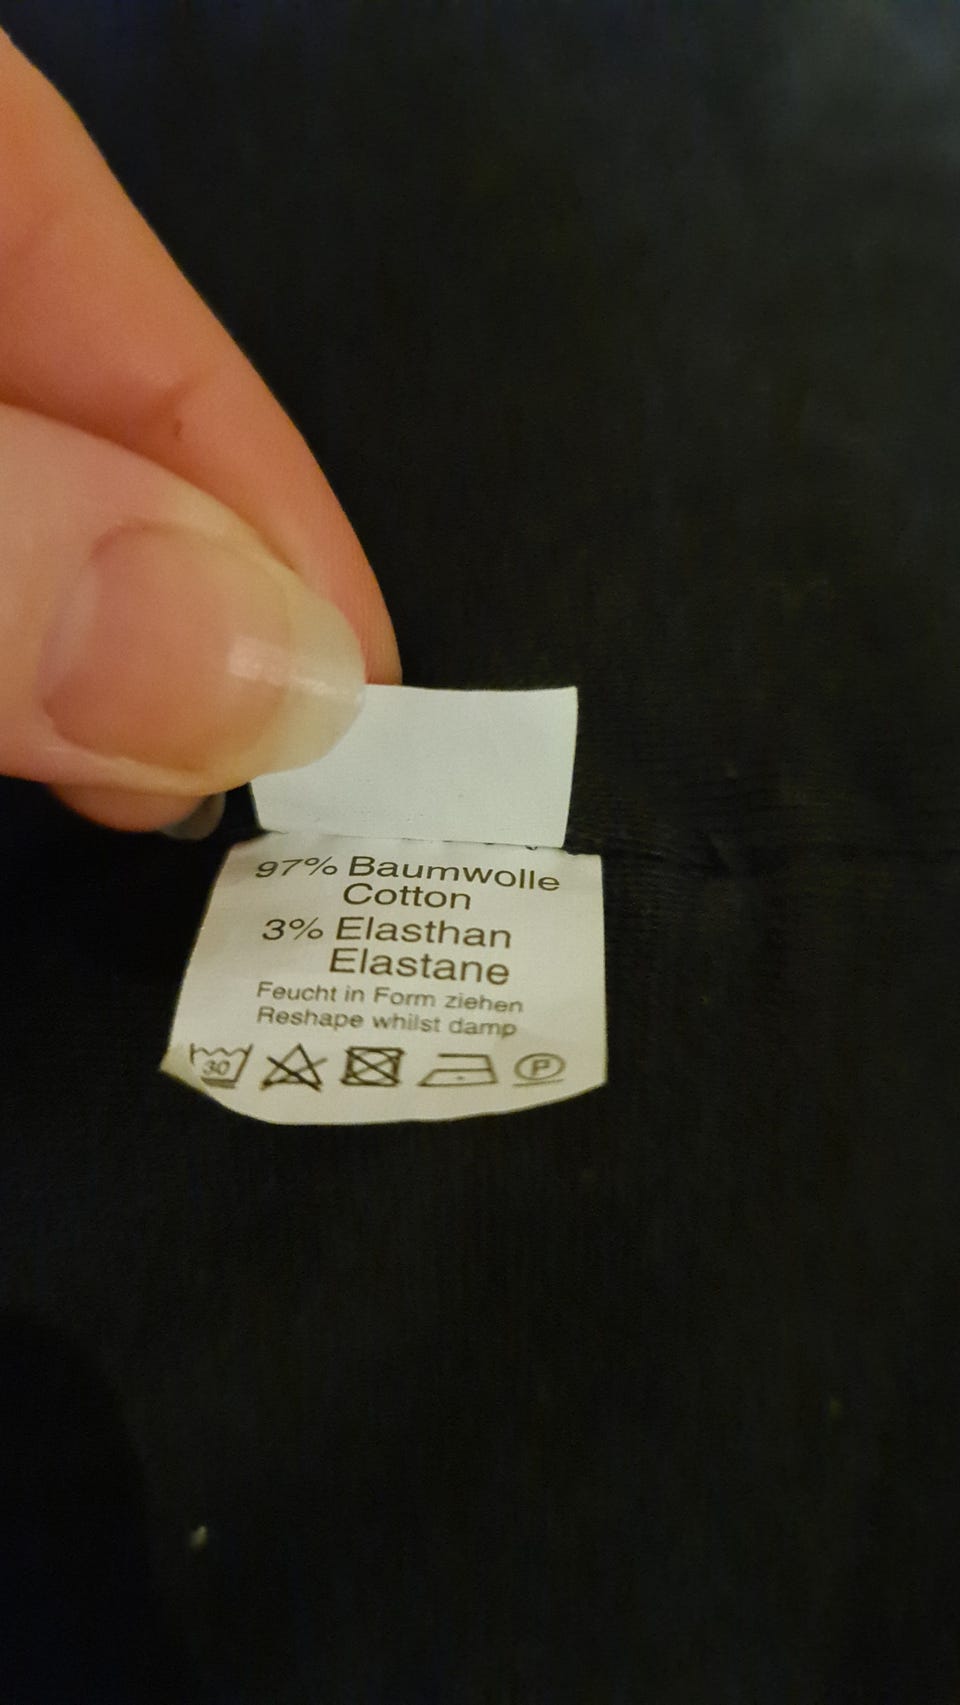 97% Baumwolle
Cotton
3% Elasthan
Elastane
Feucht in Form ziehen
Reshape whilst damp
30 P